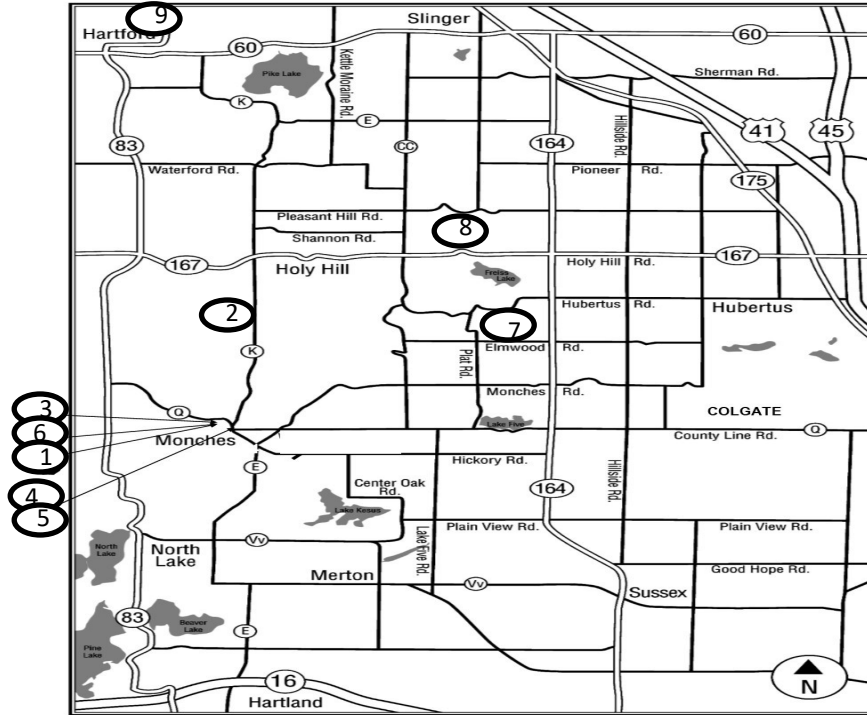 9
Slinger
Hartford
60
60
Pike Lake
Kettle Moraine Rd.
Sherman Rd.
K
E
Hillside Rd.
41
45
83
CC
164
Waterford Rd.
Pioneer Rd.
175
Pleasant Hill Rd.
8
Shannon Rd.
167
Holy Hill
Holy Hill Rd.
167
Freiss Lake
2
Hubertus Rd.
Hubertus
7
K
Elmwood Rd.
Plat Rd.
Monches Rd.
3
Q
COLGATE
6
Monches
Lake Five
County Line Rd.
Q
1
Hickory Rd.
E
Hillside Rd.
4
Center Oak Rd.
164
5
Lake Keses
Plain View Rd.
Plain View Rd.
North Lake
North Lake
Vv
Lake Five Rd.
Good Hope Rd.
Merton
Vv
Sussex
83
Beaver Lake
E
Pine Lake
16
N
Hartland